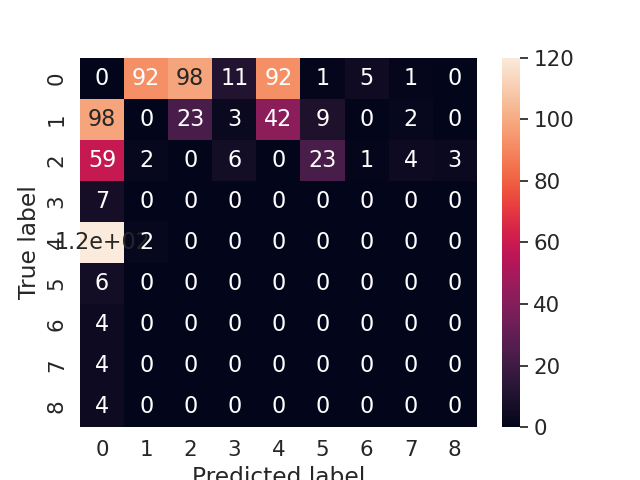 0 0 92 98 11 92 1 5 1 0
1 98 0 23 3 42 9 0 2 0
2 59 2 0 6 0 23 1 4 3
3 7 0 0 0 0 0 0 0 0
4 1.2e+02 2 0 0 0 0 0 0 0
5 6 0 0 0 0 0 0 0 0
6 4 0 0 0 0 0 0 0 0
7 4 0 0 0 0 0 0 0 0
8 4 0 0 0 0 0 0 0 0
0 1 2 3 4 5 6 7 8
Predicted label
True label
120
100
80
60
40
20
0